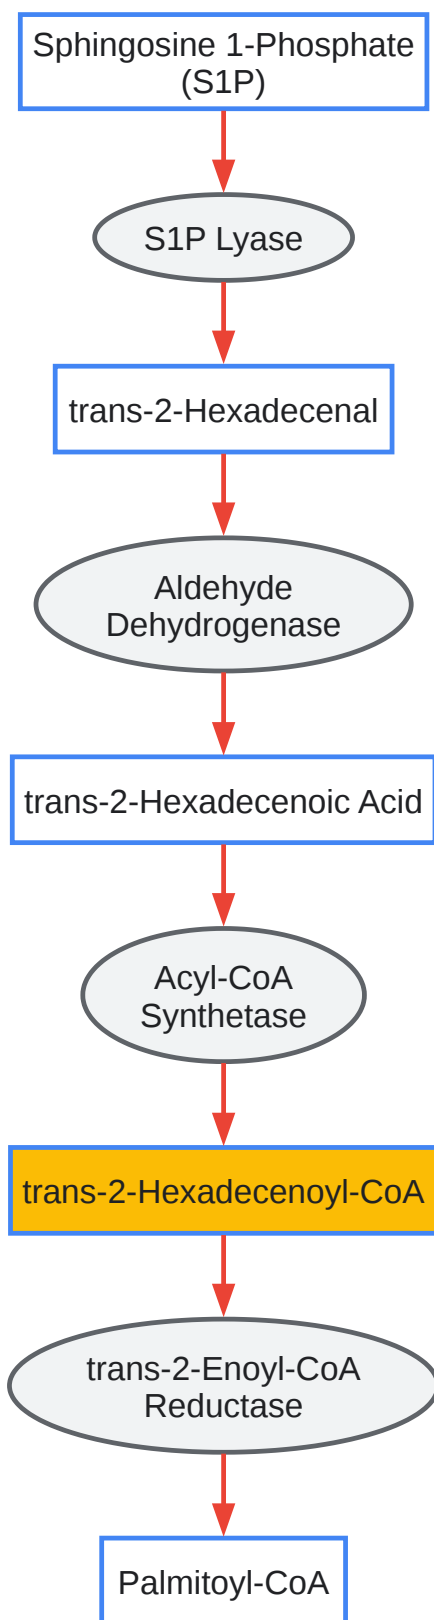 Sphingosine 1-Phosphate
(S1P)
S1P Lyase
trans-2-Hexadecenal
Aldehyde
Dehydrogenase
trans-2-Hexadecenoic Acid
Acyl-CoA
Synthetase
trans-2-Hexadecenoyl-CoA
trans-2-Enoyl-CoA
Reductase
Palmitoyl-CoA